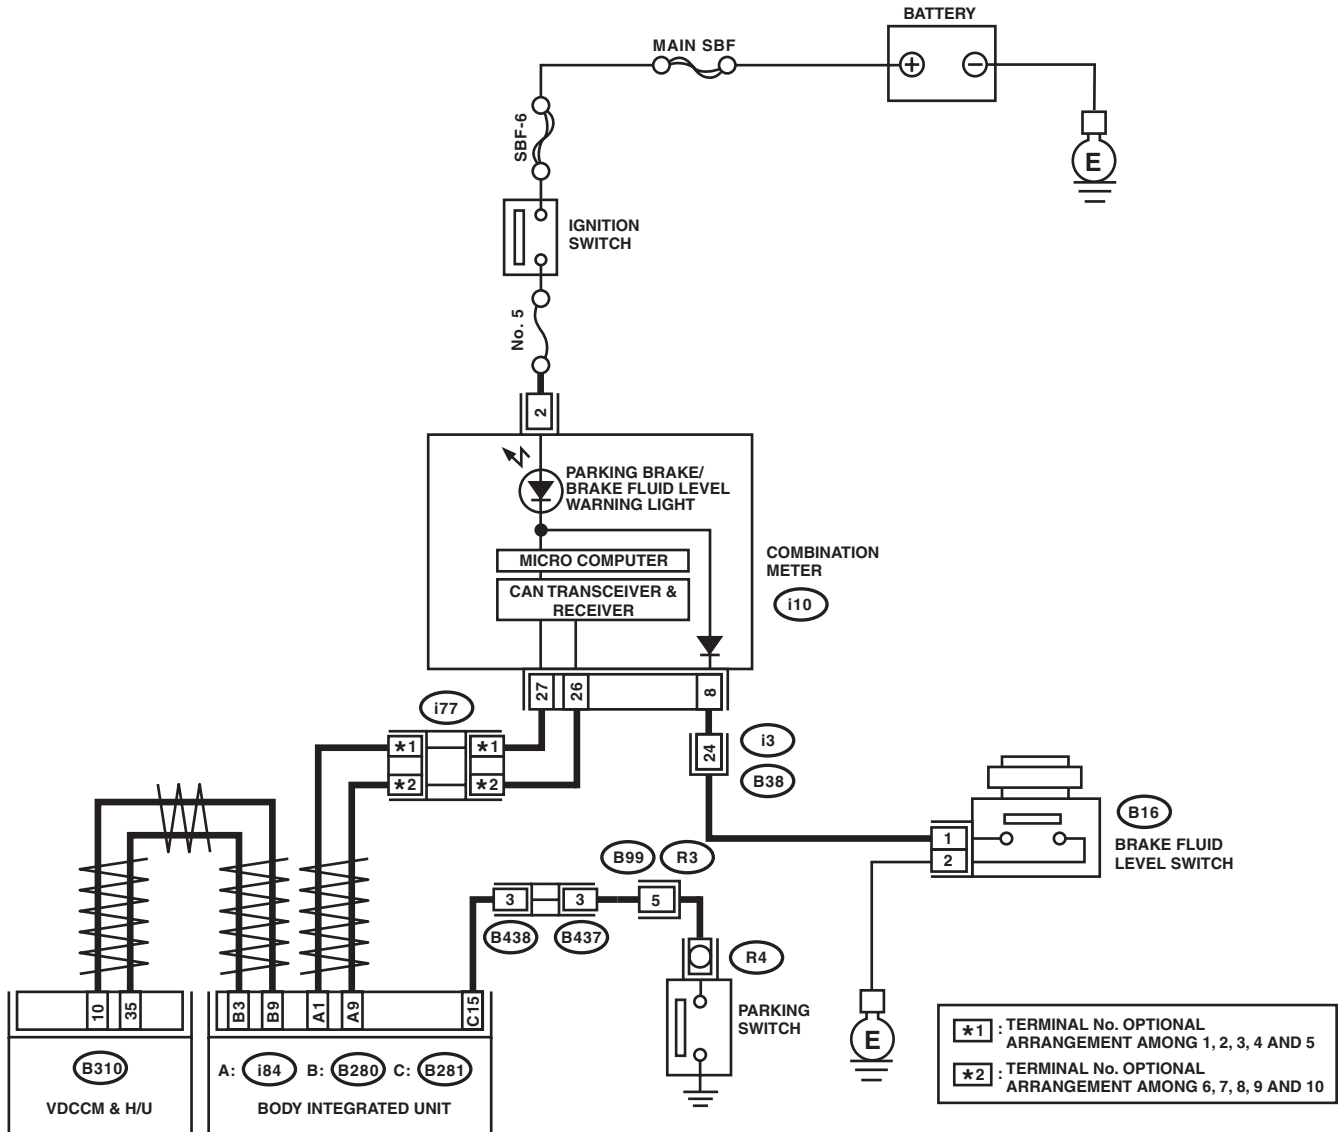 BATTERY
MAIN SBF
+
−
E
SBF-6
IGNITION
SWITCH
No. 5
2
PARKING BRAKE/
BRAKE FLUID LEVEL
WARNING LIGHT
MICRO COMPUTER
CAN TRANSCEIVER &
RECEIVER
COMBINATION
METER
i10
27
26
8
i77
*1
*1
*2
*2
24
i3
B38
1
2
B16
BRAKE FLUID
LEVEL SWITCH
B99
R3
3
3
5
B438
B437
R4
PARKING
SWITCH
E
10
35
B3
B9
A1
A9
C15
B310
VDCCM & H/U
A: i84 B: B280 C: B281
BODY INTEGRATED UNIT
*1 : TERMINAL No. OPTIONAL
ARRANGEMENT AMONG 1, 2, 3, 4 AND 5
*2 : TERMINAL No. OPTIONAL
ARRANGEMENT AMONG 6, 7, 8, 9 AND 10